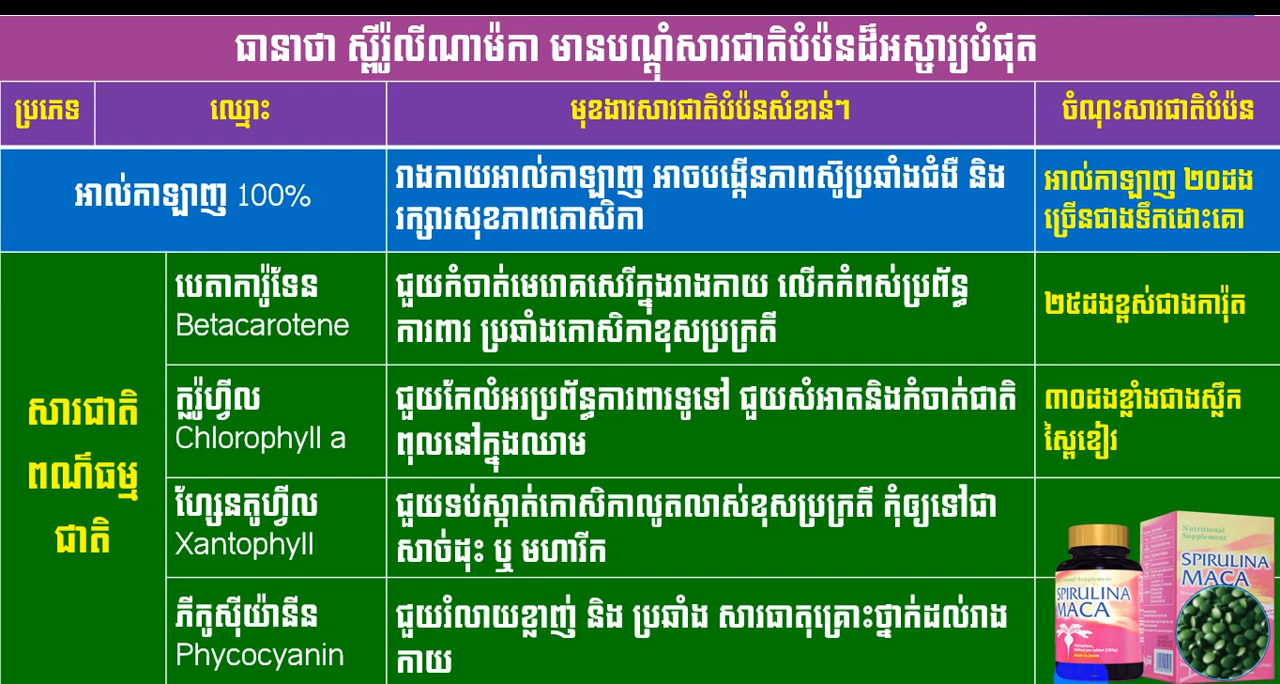 ធានាថា ស្ពីរ៉ូលីណាម៉កា មានបណ្ដុំសារជាតិបំប៉នដ៏អស្ចារ្យបំផុត
ប្រភេទ ឈ្មោះ មុខងារសារជាតិបំប៉នសំខាន់ៗ ចំណុះសារជាតិបំប៉ន
អាល់កាឡាញ 100%
រាងកាយអាល់កាឡាញ អាចបង្កើនភាពស៊ូប្រឆាំងជំងឺ និង
រក្សារសុខភាពកោសិកា
អាល់កាឡាញ ២០ដង
ច្រើនជាងទឹកដោះគោ
សារជាតិ
ពណ៌ធម្ម
ជាតិ
បេតាការ៉ូទែន
Betacarotene
ជួយកំចាត់មេរោគសេរីក្នុងរាងកាយ លើកកំពស់ប្រព័ន្ធ
ការពារ ប្រឆាំងកោសិកាខុសប្រក្រតី
២៥ដងខ្ពស់ជាងការ៉ុត
ក្លរ៉ូហ្វីល
Chlorophyll a
ជួយកែលំអរប្រព័ន្ធការពារទូទៅ ជួយសំអាតនិងកំចាត់ជាតិ
ពុលនៅក្នុងឈាម
៣០ដងខ្លាំងជាងស្លឹក
ស្ពៃខៀវ
ហ្សែនតូហ្វីល
Xantophyll
ជួយទប់ស្កាត់កោសិកាលូតលាស់ខុសប្រក្រតី កុំឲ្យទៅជា
សាច់ដុះ ឬ មហារីក
ភីកូស៊ីយ៉ានីន
Phycocyanin
ជួយរំលាយខ្លាញ់ និង ប្រឆាំង សារធាតុគ្រោះថ្នាក់ដល់រាង
កាយ
Nutritional
Supplement
SPIRULINA
MACA
SPIRULINA
MACA